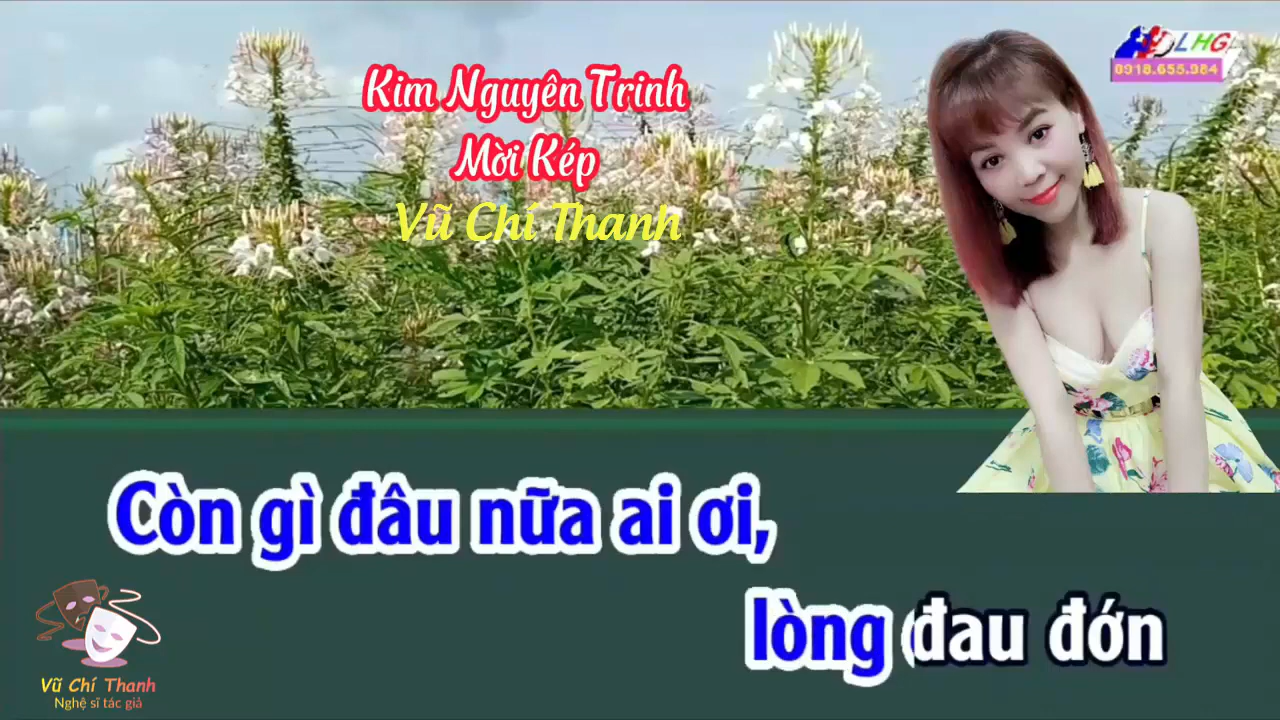 LHG
0918.655.984
Kim Nguyên Trinh
Mời Kép
Vũ Chí Thanh
Còn gì đâu nữa ai ơi,
lòng đau đớn
Vũ Chí Thanh
Nghệ sĩ tác giả